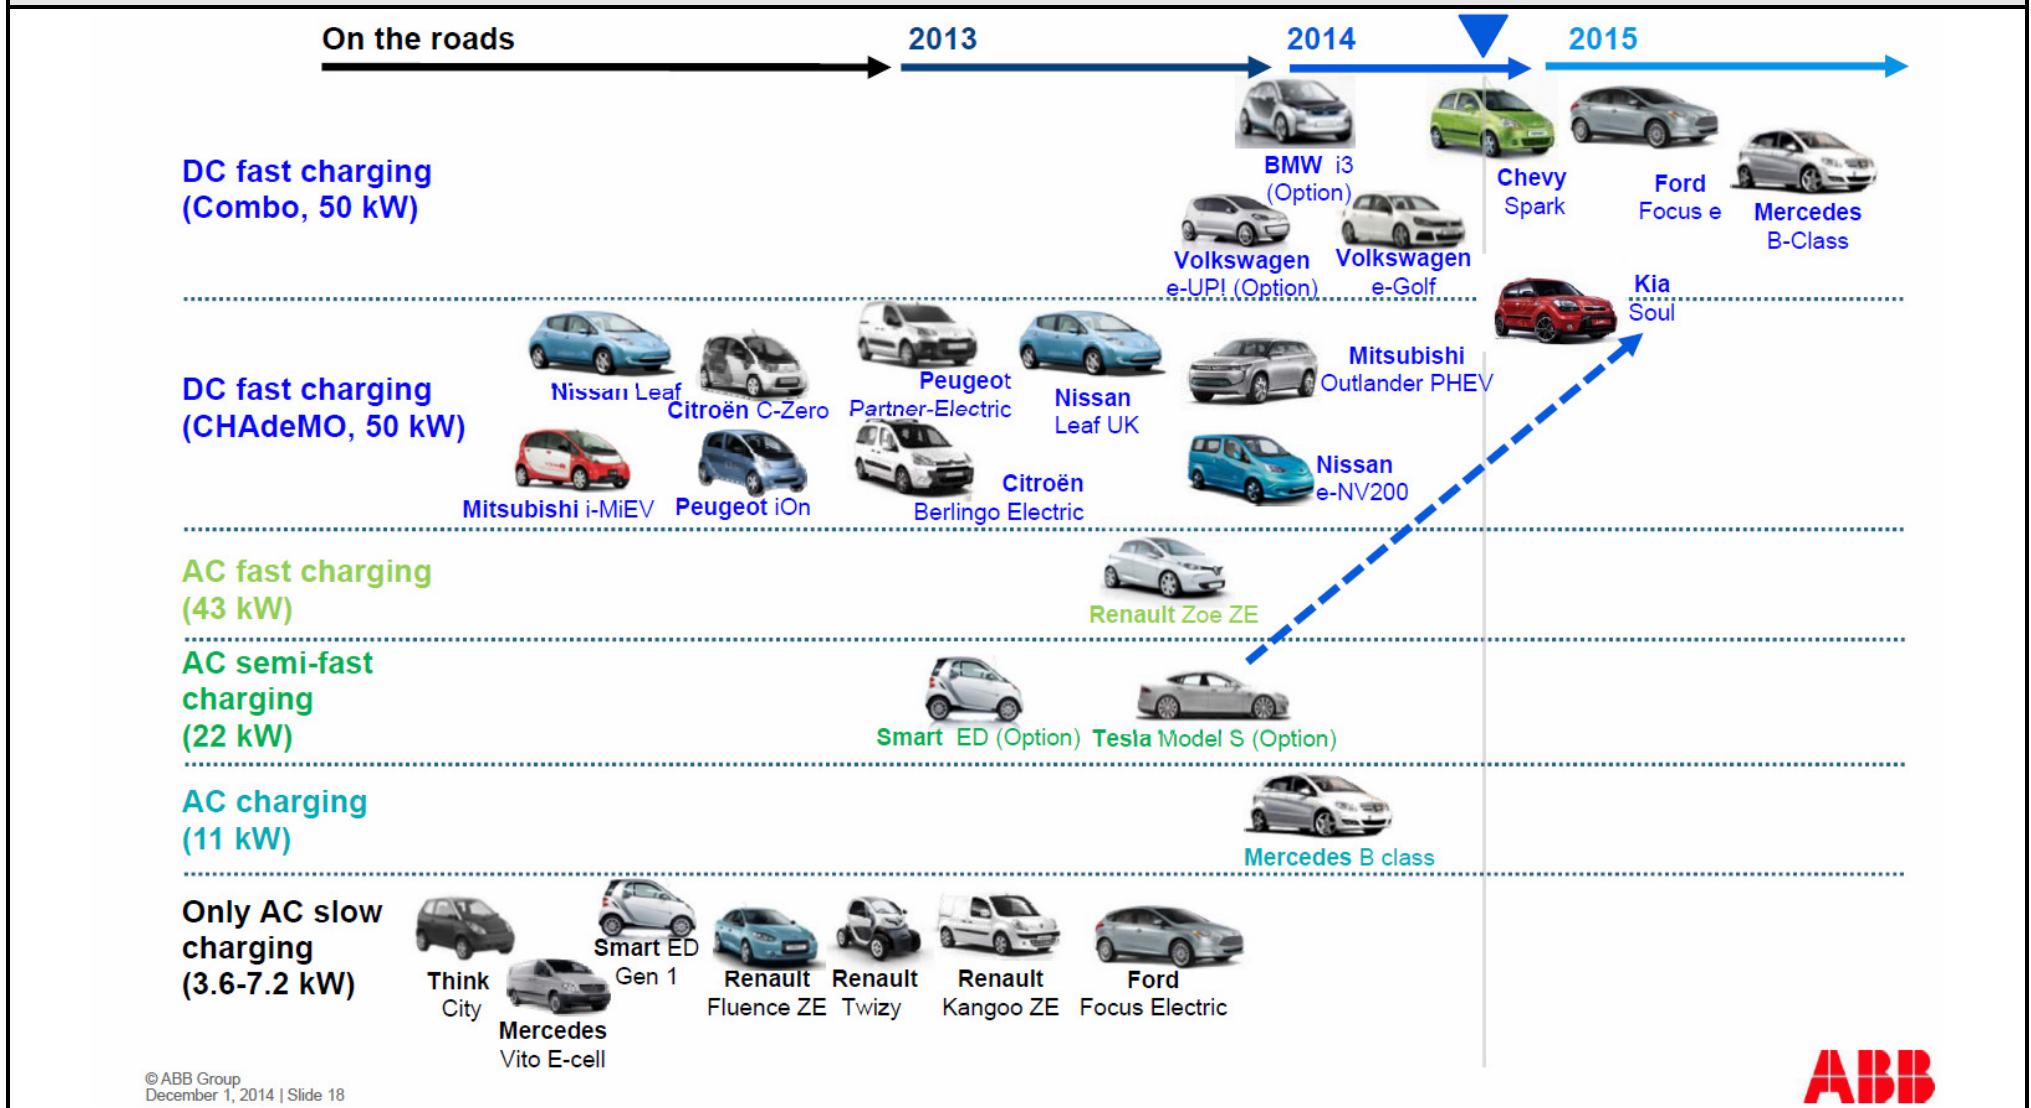 On the roads
2013
2014
2015
DC fast charging
(Combo, 50 kW)
BMW i3
(Option)
Chevy
Spark
Ford
Focus e
Mercedes
B-Class
Volkswagen
e-UP! (Option)
Volkswagen
e-Golf
Kia
Soul
DC fast charging
(CHAdeMO, 50 kW)
Nissan Leaf
Citroën C-Zero
Peugeot
Partner-Electric
Nissan
Leaf UK
Mitsubishi
Outlander PHEV
Mitsubishi i-MiEV
Peugeot iOn
Citroën
Berlingo Electric
Nissan
e-NV200
AC fast charging
(43 kW)
Renault Zoe ZE
AC semi-fast
charging
(22 kW)
Smart ED (Option)
Tesla Model S (Option)
AC charging
(11 kW)
Mercedes B class
Only AC slow
charging
(3.6-7.2 kW)
Think
City
Mercedes
Vito E-cell
Smart ED
Gen 1
Renault
Fluence ZE
Renault
Twizy
Renault
Kangoo ZE
Ford
Focus Electric
© ABB Group
December 1, 2014 | Slide 18
ABB